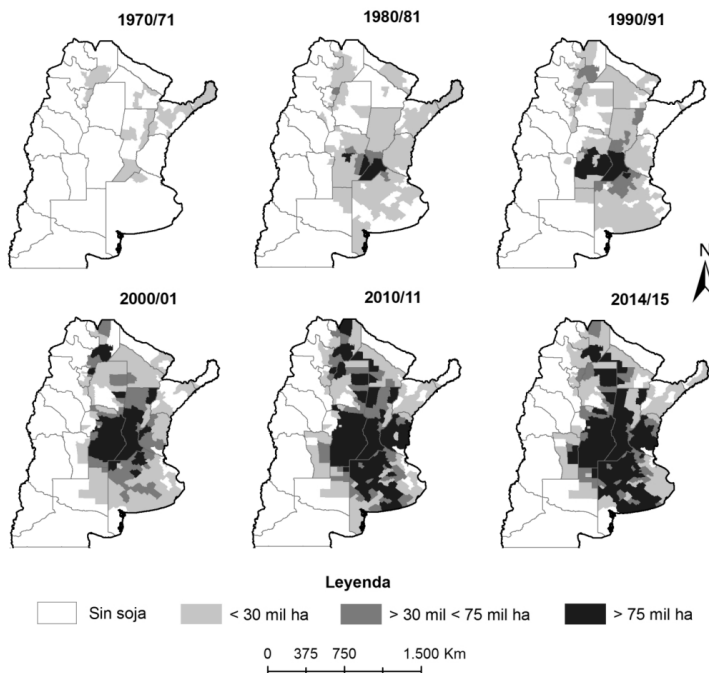 1970/71
1980/81
1990/91
N
2000/01
2010/11
2014/15
Leyenda
Sin soja
< 30 mil ha
> 30 mil < 75 mil ha
> 75 mil ha
0 375 750 1.500 Km